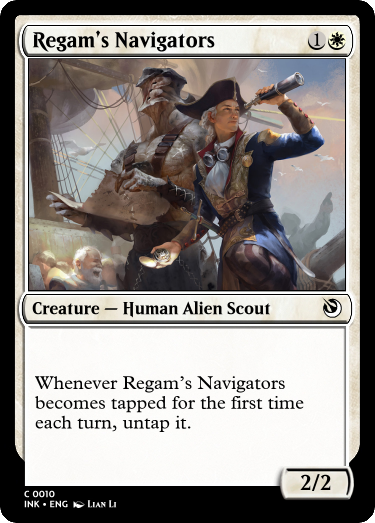 Regam's Navigators 1
Creature — Human Alien Scout
Whenever Regam's Navigators
becomes tapped for the first time
each turn, untap it.
2/2
C 0010
INK • ENG Lian Li